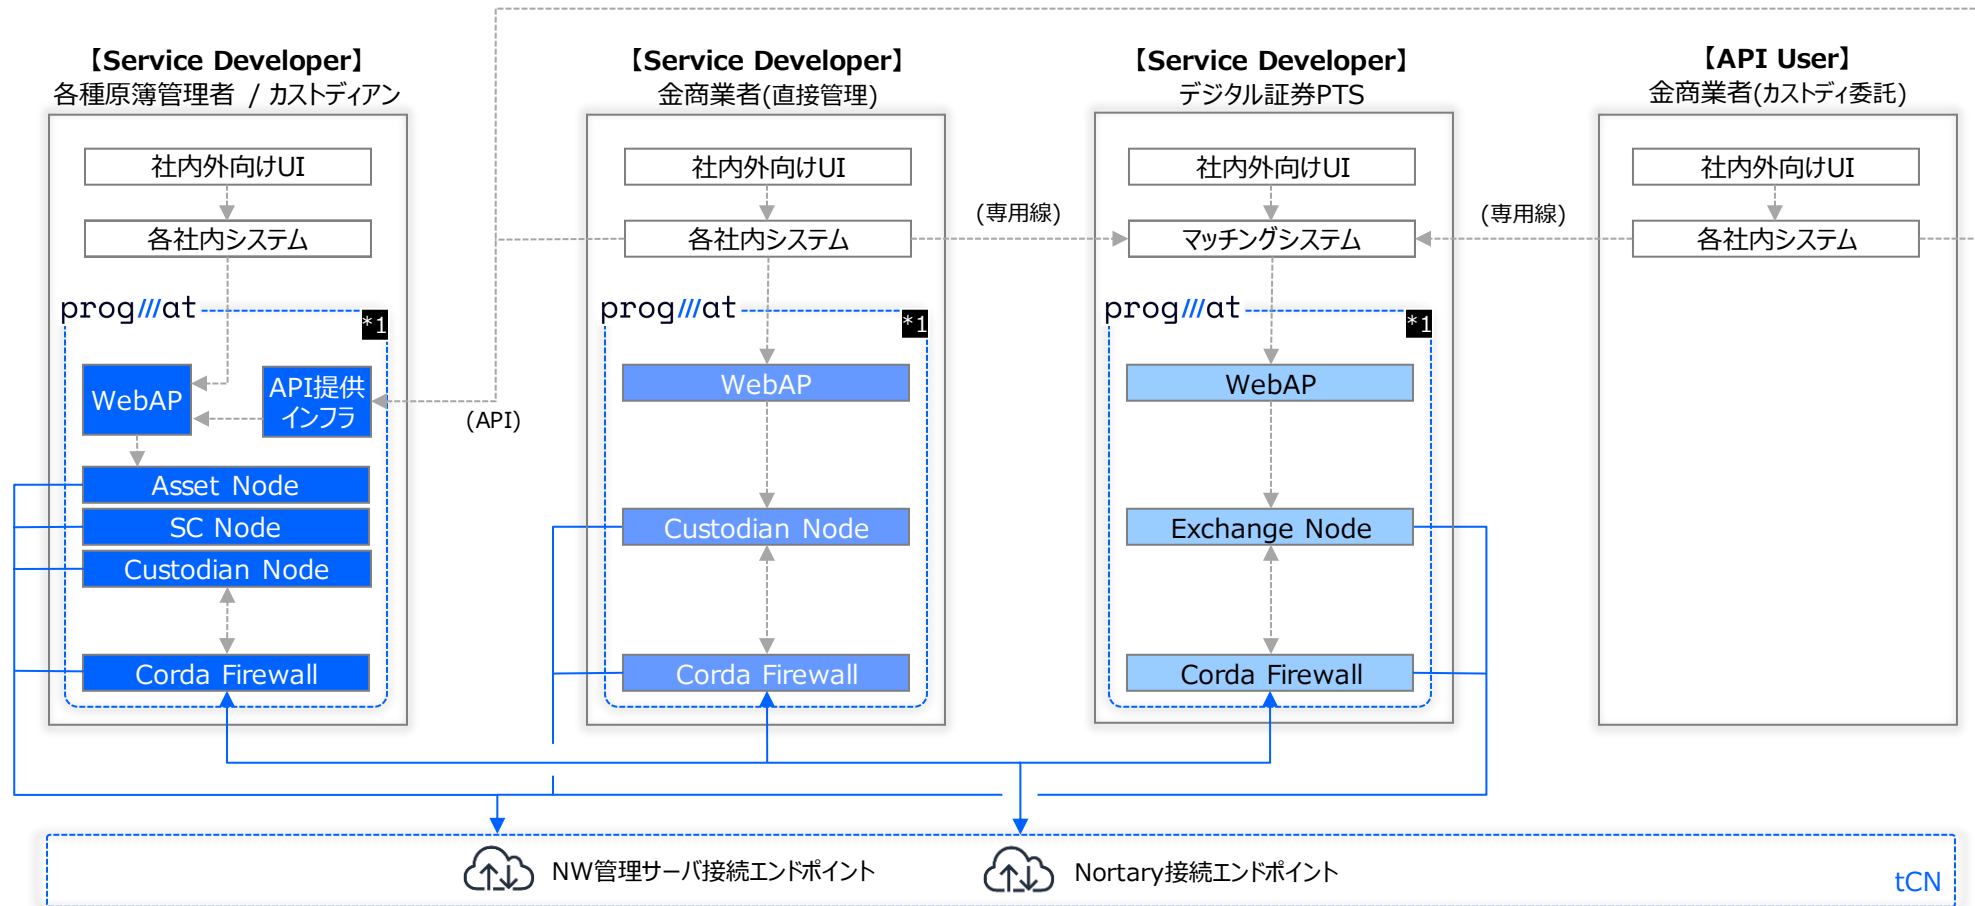 【Service Developer】
各種原簿管理者 / カストディアン
社内外向けUI
各社内システム
prog///at
*1
WebAP
API提供
インフラ
Asset Node
SC Node
Custodian Node
Corda Firewall
(API)
【Service Developer】
金商業者(直接管理)
社内外向けUI
各社内システム
prog///at
*1
WebAP
Custodian Node
Corda Firewall
(専用線)
【Service Developer】
デジタル証券PTS
社内外向けUI
マッチングシステム
prog///at
*1
WebAP
Exchange Node
Corda Firewall
(専用線)
【API User】
金商業者(カストディ委託)
社内外向けUI
各社内システム
NW管理サーバ接続エンドポイント
Nortary接続エンドポイント
tCN